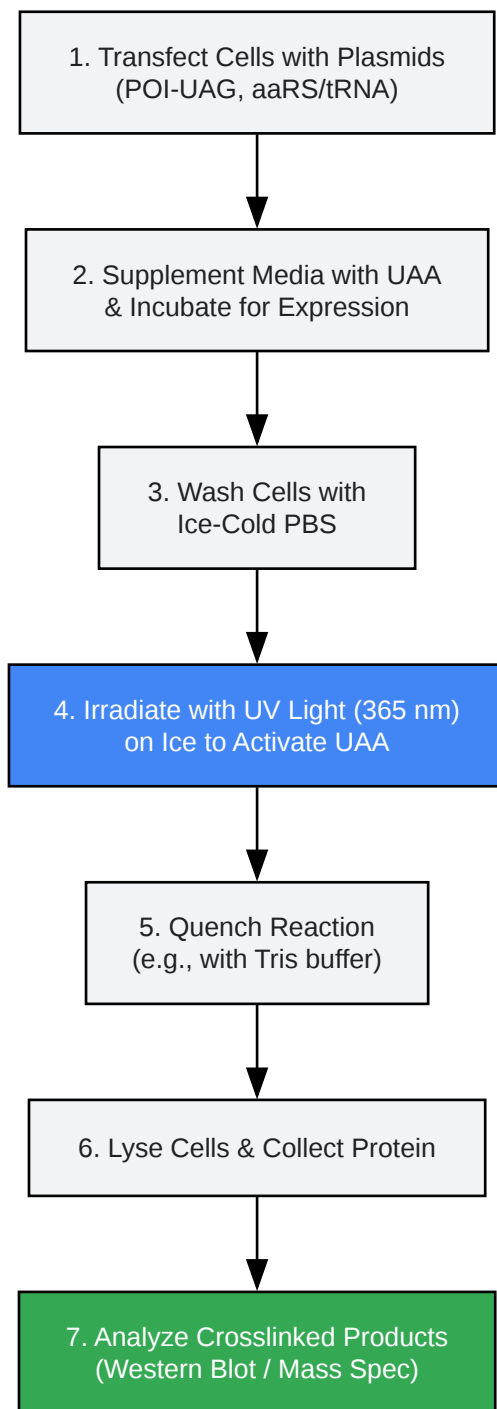 1. Transfect Cells with Plasmids
(POI-UAG, aaRS/tRNA)
2. Supplement Media with UAA
& Incubate for Expression
3. Wash Cells with
Ice-Cold PBS
4. Irradiate with UV Light (365 nm)
on Ice to Activate UAA
5. Quench Reaction
(e.g., with Tris buffer)
6. Lyse Cells & Collect Protein
7. Analyze Crosslinked Products
(Western Blot / Mass Spec)